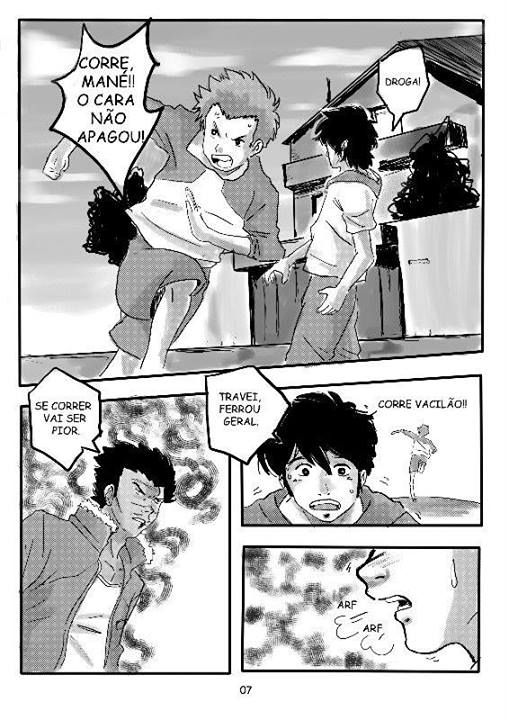 CORRE,
MANÉ!!
O CARA
NÃO
APAGOU!
DROGA!
SE CORRER
VAI SER
PIOR.
TRAVEI,
FERROU
GERAL.
CORRE VACILÃO!!
ARF
ARF
07